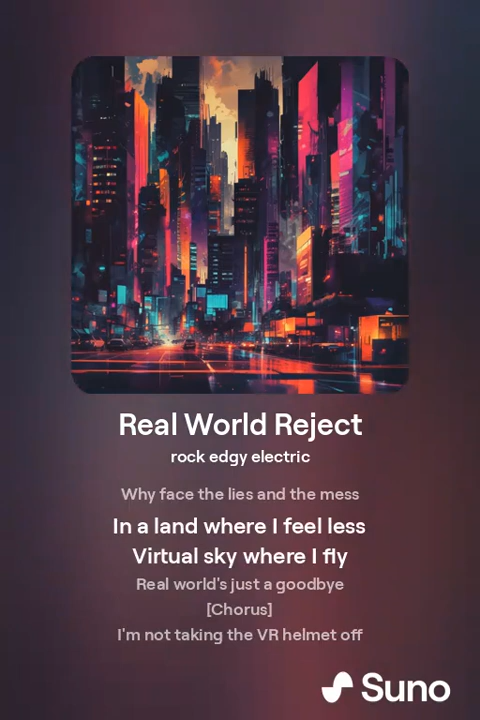 Real World Reject
rock edgy electric
Why face the lies and the mess
In a land where I feel less
Virtual sky where I fly
Real world's just a goodbye
[Chorus]
I'm not taking the VR helmet off
Suno